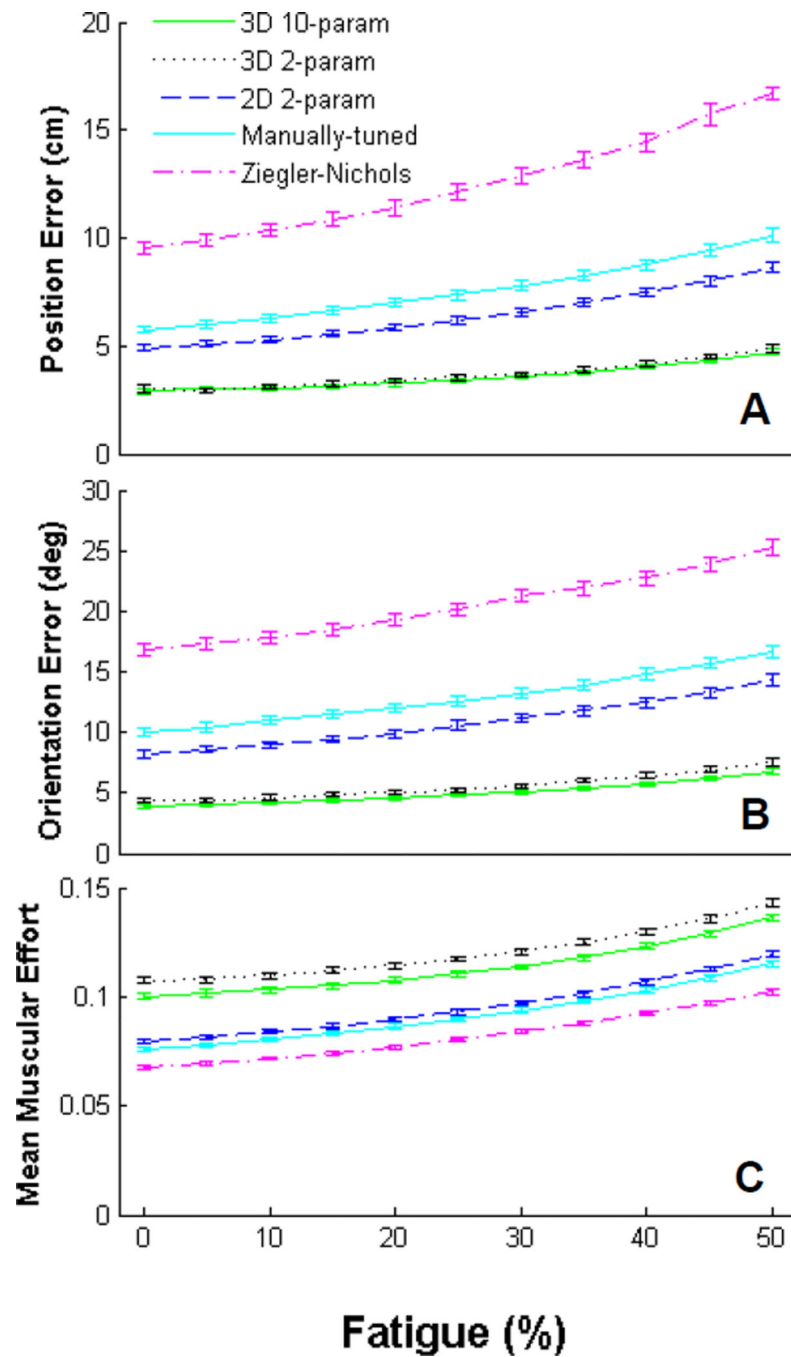 20
15
10
5
0
Position Error (cm)
3D 10-param
3D 2-param
2D 2-param
Manually-tuned
Ziegler-Nichols
A
30
25
20
15
10
5
0
Orientation Error (deg)
B
0.15
0.1
0.05
0
Mean Muscular Effort
C
0 10 20 30 40 50
Fatigue (%)